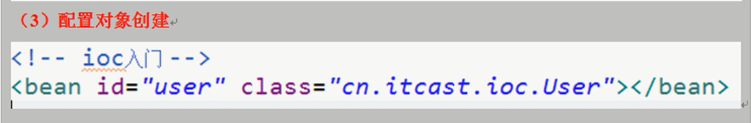 （3）配置对象创建
<!-- ioc入门 -->
<bean id="user" class="cn.itcast.ioc.User"></bean>